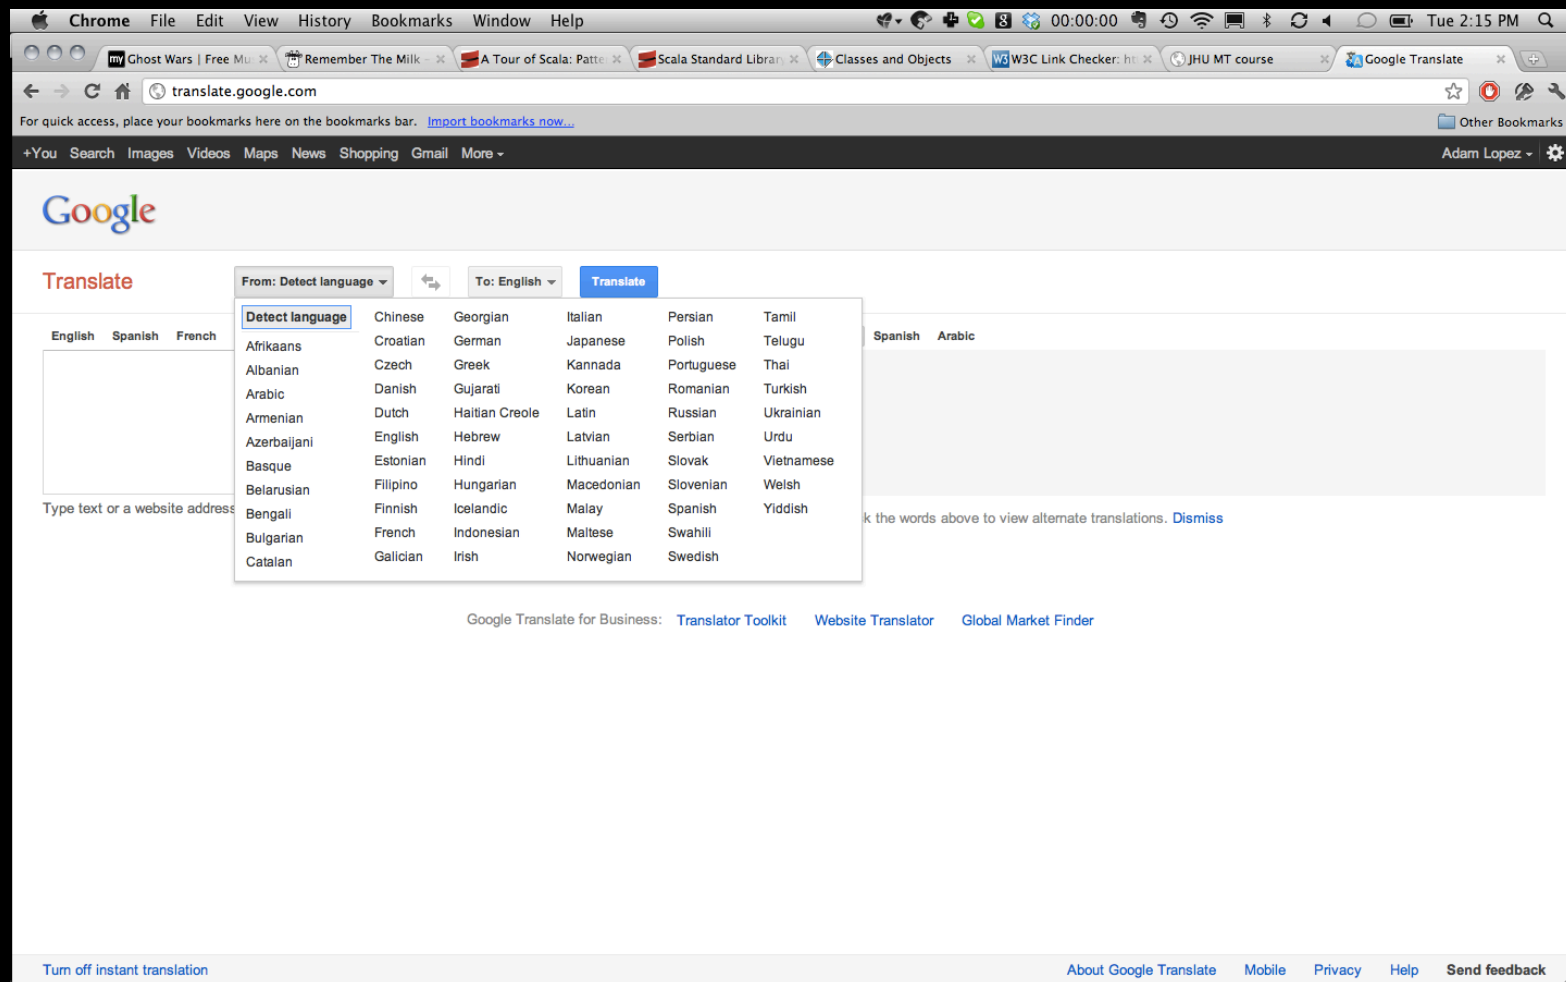 Chrome File Edit View History Bookmarks Window Help 00:00:00 Tue 2:15 PM
Ghost Wars | Free Mu Remember The Milk - A Tour of Scala: Patte Scala Standard Library Classes and Objects W3C Link Checker: ht JHU MT course Google Translate
translate.google.com
For quick access, place your bookmarks here on the bookmarks bar. Import bookmarks now... Other Bookmarks
+You Search Images Videos Maps News Shopping Gmail More Adam Lopez
Google
Translate From: Detect language To: English Translate
Detect language Chinese Georgian Italian Persian Tamil
English Spanish French Spanish Arabic
Afrikaans Croatian German Japanese Polish Telugu
Albanian Czech Greek Kannada Portuguese Thai
Arabic Danish Gujarati Korean Romanian Turkish
Armenian Dutch Haitian Creole Latin Russian Ukrainian
Azerbaijani English Hebrew Latvian Serbian Urdu
Basque Estonian Hindi Lithuanian Slovak Vietnamese
Belarusian Filipino Hungarian Macedonian Slovenian Welsh
Bengali Finnish Icelandic Malay Spanish Yiddish
Bulgarian French Indonesian Maltese Swahili
Catalan Galician Irish Norwegian Swedish
Type text or a website address k the words above to view alternate translations. Dismiss
Google Translate for Business: Translator Toolkit Website Translator Global Market Finder
Turn off instant translation About Google Translate Mobile Privacy Help Send feedback